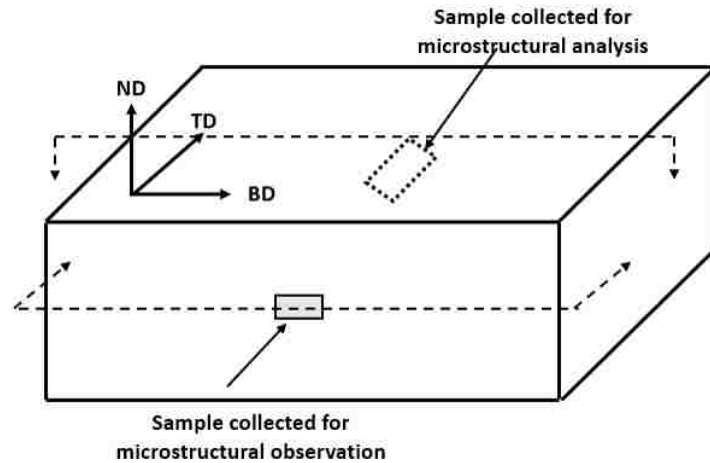 Sample collected for
microstructural analysis
ND
TD
BD
Sample collected for
microstructural observation